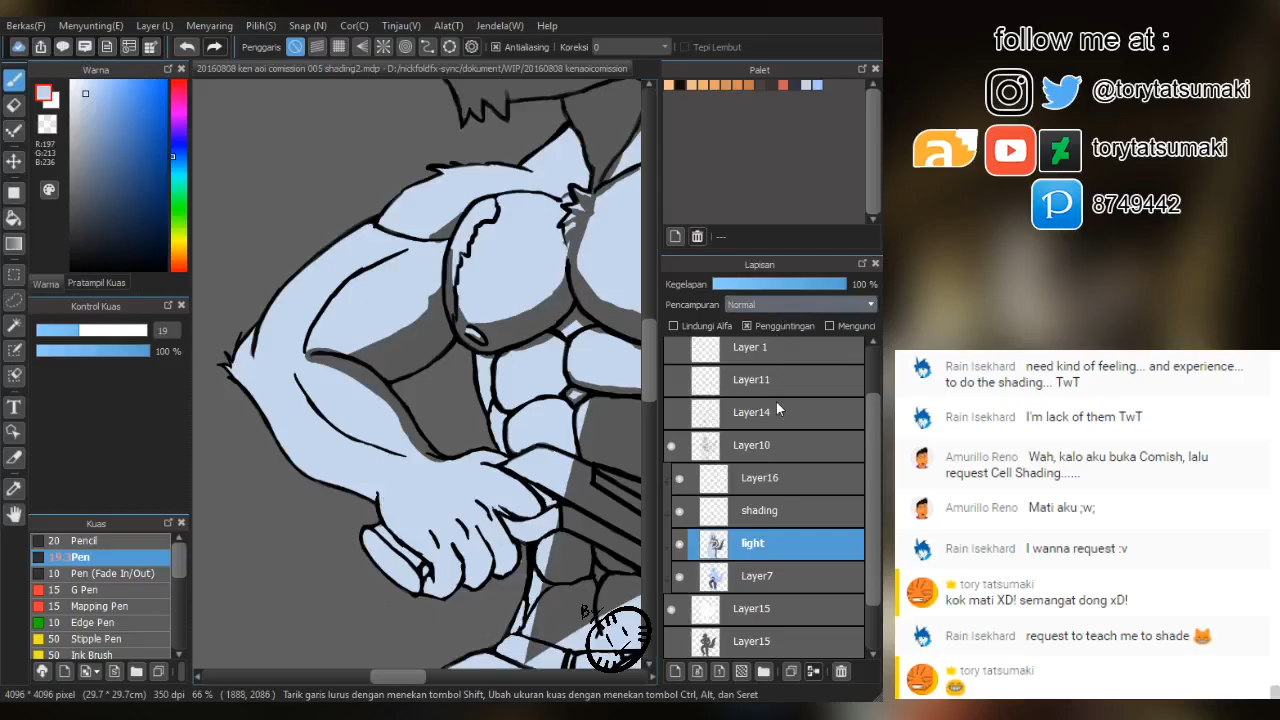 Berkas(F) Menyunting(E) Layer (L) Menyaring Pilih(S) Snap (N) Cor(C) Tinjau(V) Alat(T) Jendela(W) Help
Penggaris Antialiasing Koreksi 0 Tepi Lembut
Warna
20160808 ken aoi comission 005 shading2.mdp - D:/nickfoldfx-sync/dokument/WIP/20160808 kenaoicomission
Palet
R:197
G:213
B:236
---
Warna Pratampil Kuas
Kontrol Kuas
19
100 %
Lapisan
Kegelapan 100 %
Pencampuran Normal
Lindungi Alfa Pengguntingan Mengunci
Layer 1
Layer11
Layer14
Layer10
Layer16
shading
light
Layer7
Layer15
Layer15
Kuas
20 Pencil
19.3 Pen
10 Pen (Fade In/Out)
15 G Pen
15 Mapping Pen
10 Edge Pen
50 Stipple Pen
50 Ink Brush
By
4096 * 4096 pixel (29.7 * 29.7cm) 350 dpi 66 % ( 1888, 2086 ) Tarik garis lurus dengan menekan tombol Shift, Ubah ukuran kuas dengan menekan tombol Ctrl, Alt, dan Seret
follow me at :
@torytatsumaki
a torytatsumaki
P 8749442
Rain Isekhard need kind of feeling... and experience...
to do the shading... TwT
Rain Isekhard I'm lack of them TwT
Amurillo Reno Wah, kalo aku buka Comish, lalu
request Cell Shading......
Amurillo Reno Mati aku ;w;
Rain Isekhard I wanna request :v
tory tatsumaki
kok mati XD! semangat dong xD!
Rain Isekhard request to teach me to shade
tory tatsumaki